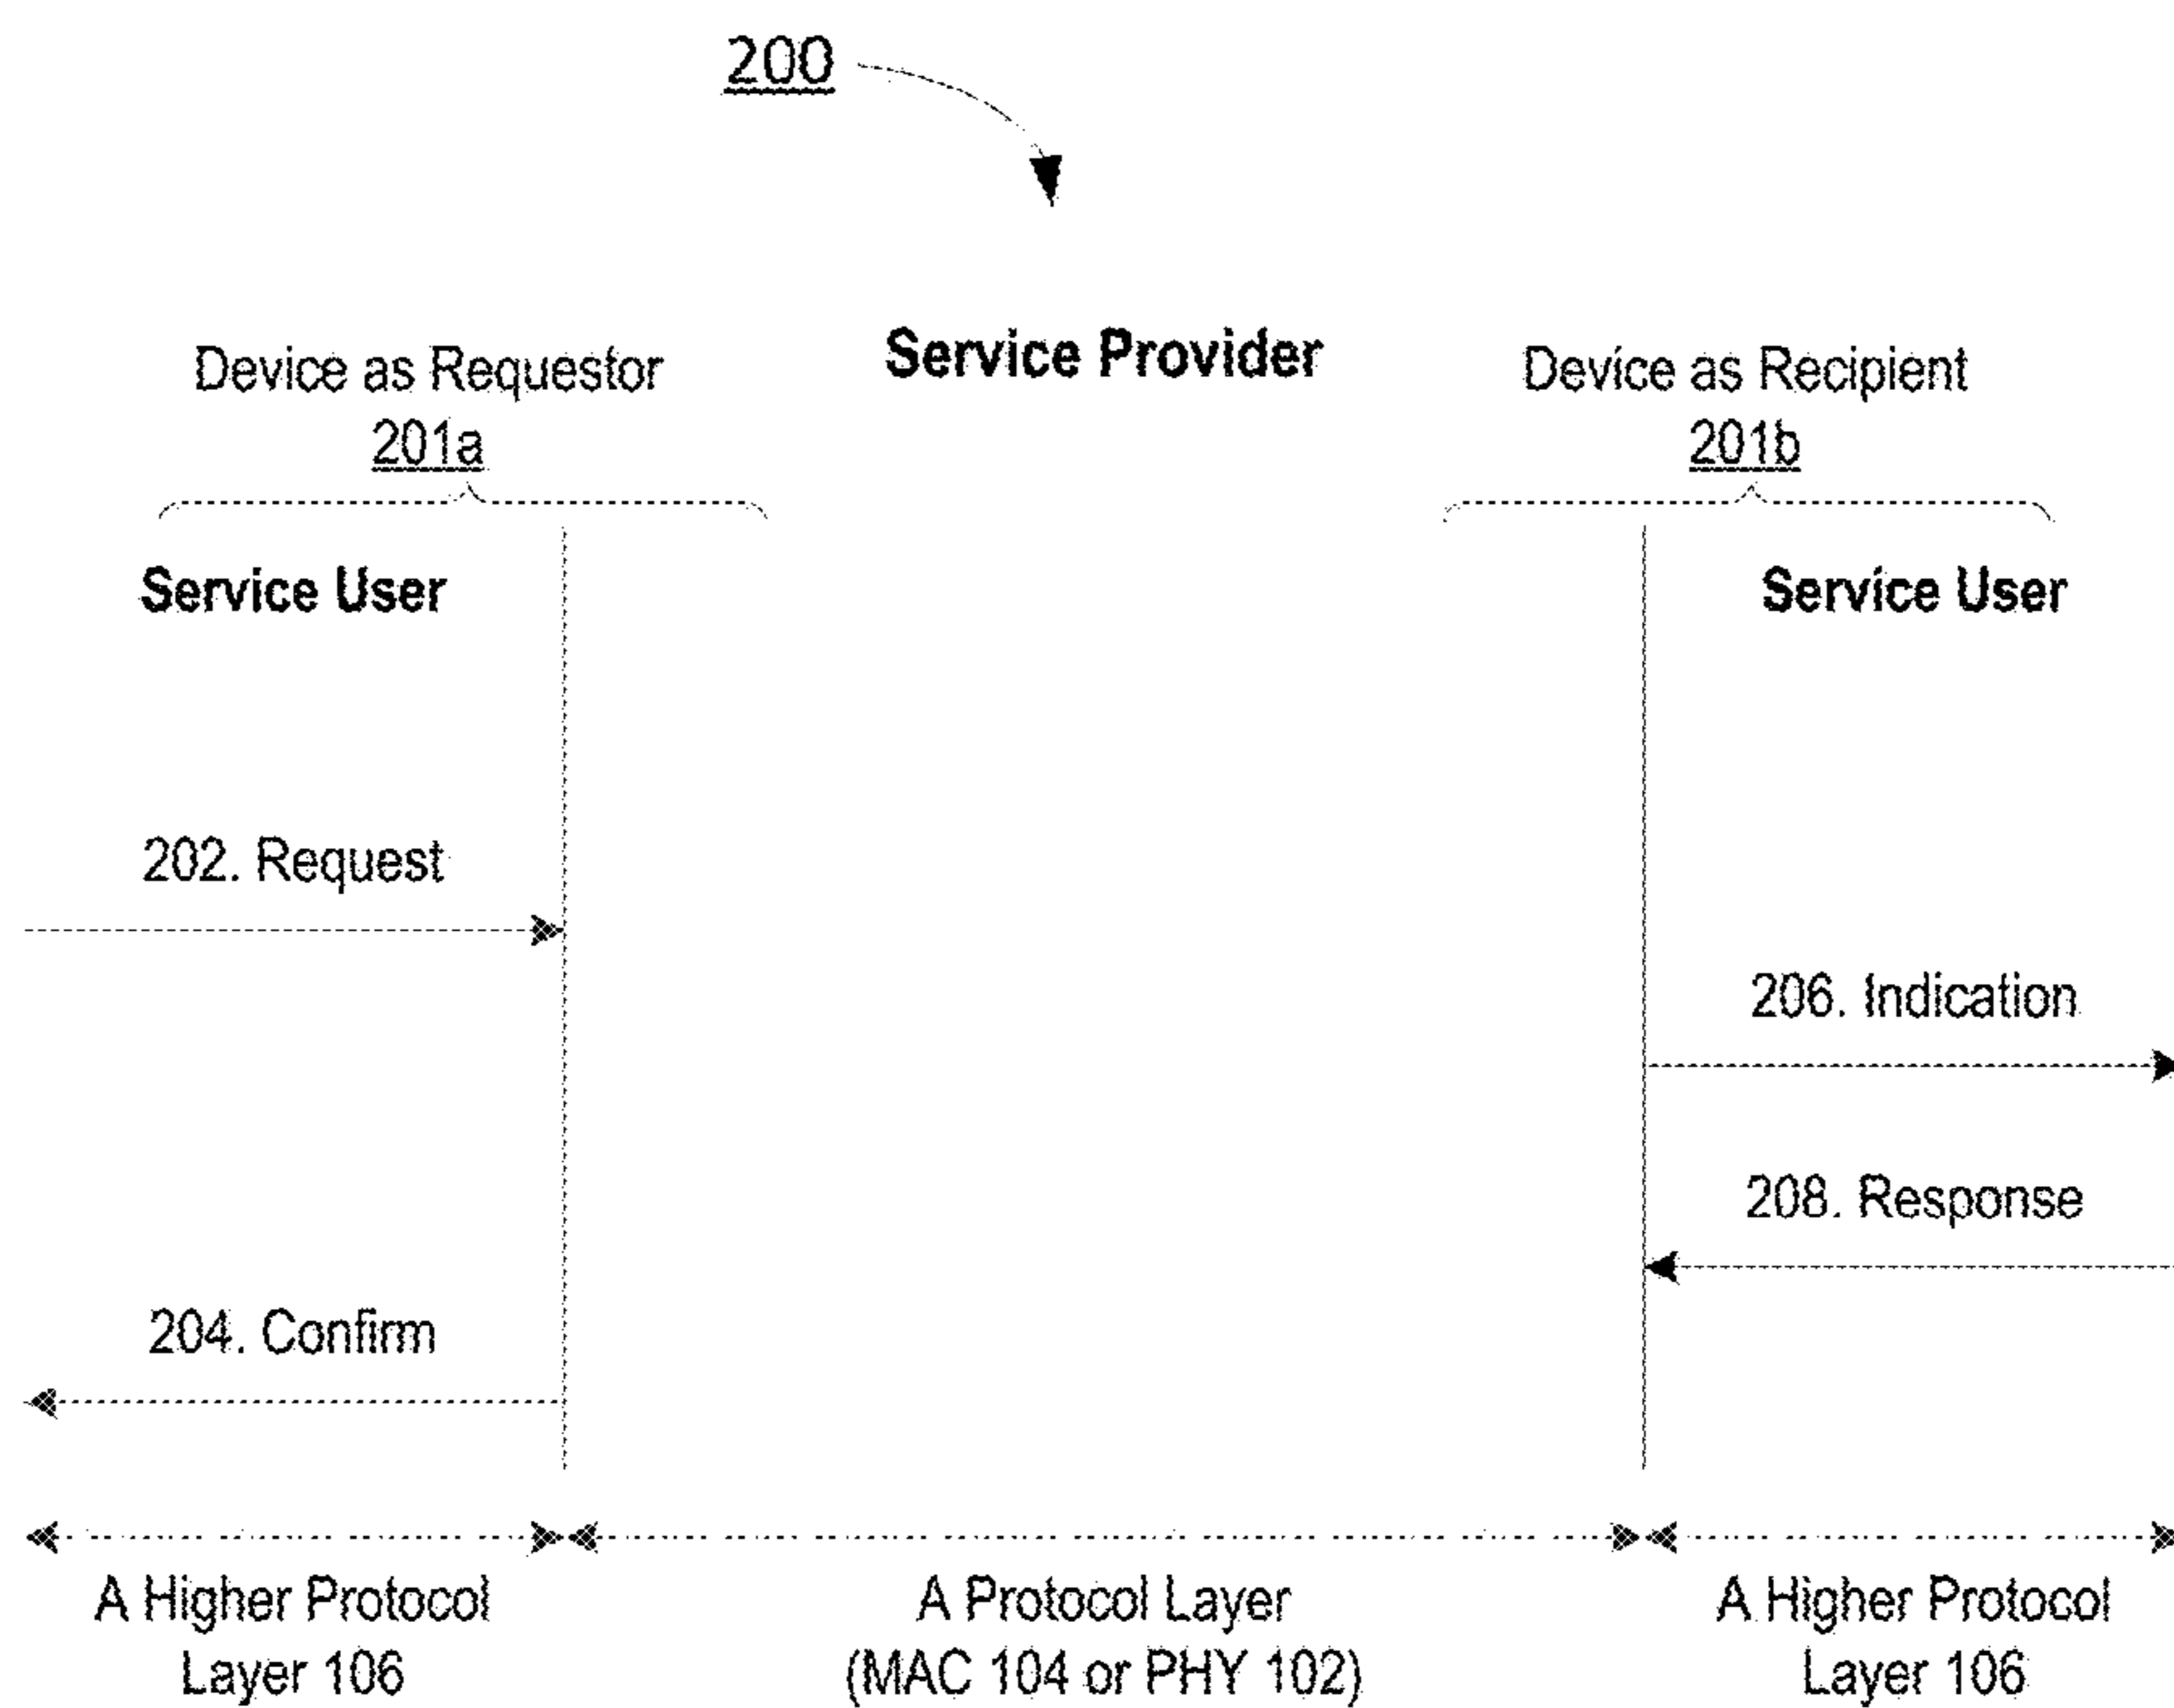 200
Service Provider
Device as Requestor
201a
Device as Recipient
201b
Service User
Service User
202. Request
206. Indication
208. Response
204. Confirm
A Higher Protocol
Layer 106
A Protocol Layer
(MAC 104 or PHY 102)
A Higher Protocol
Layer 106